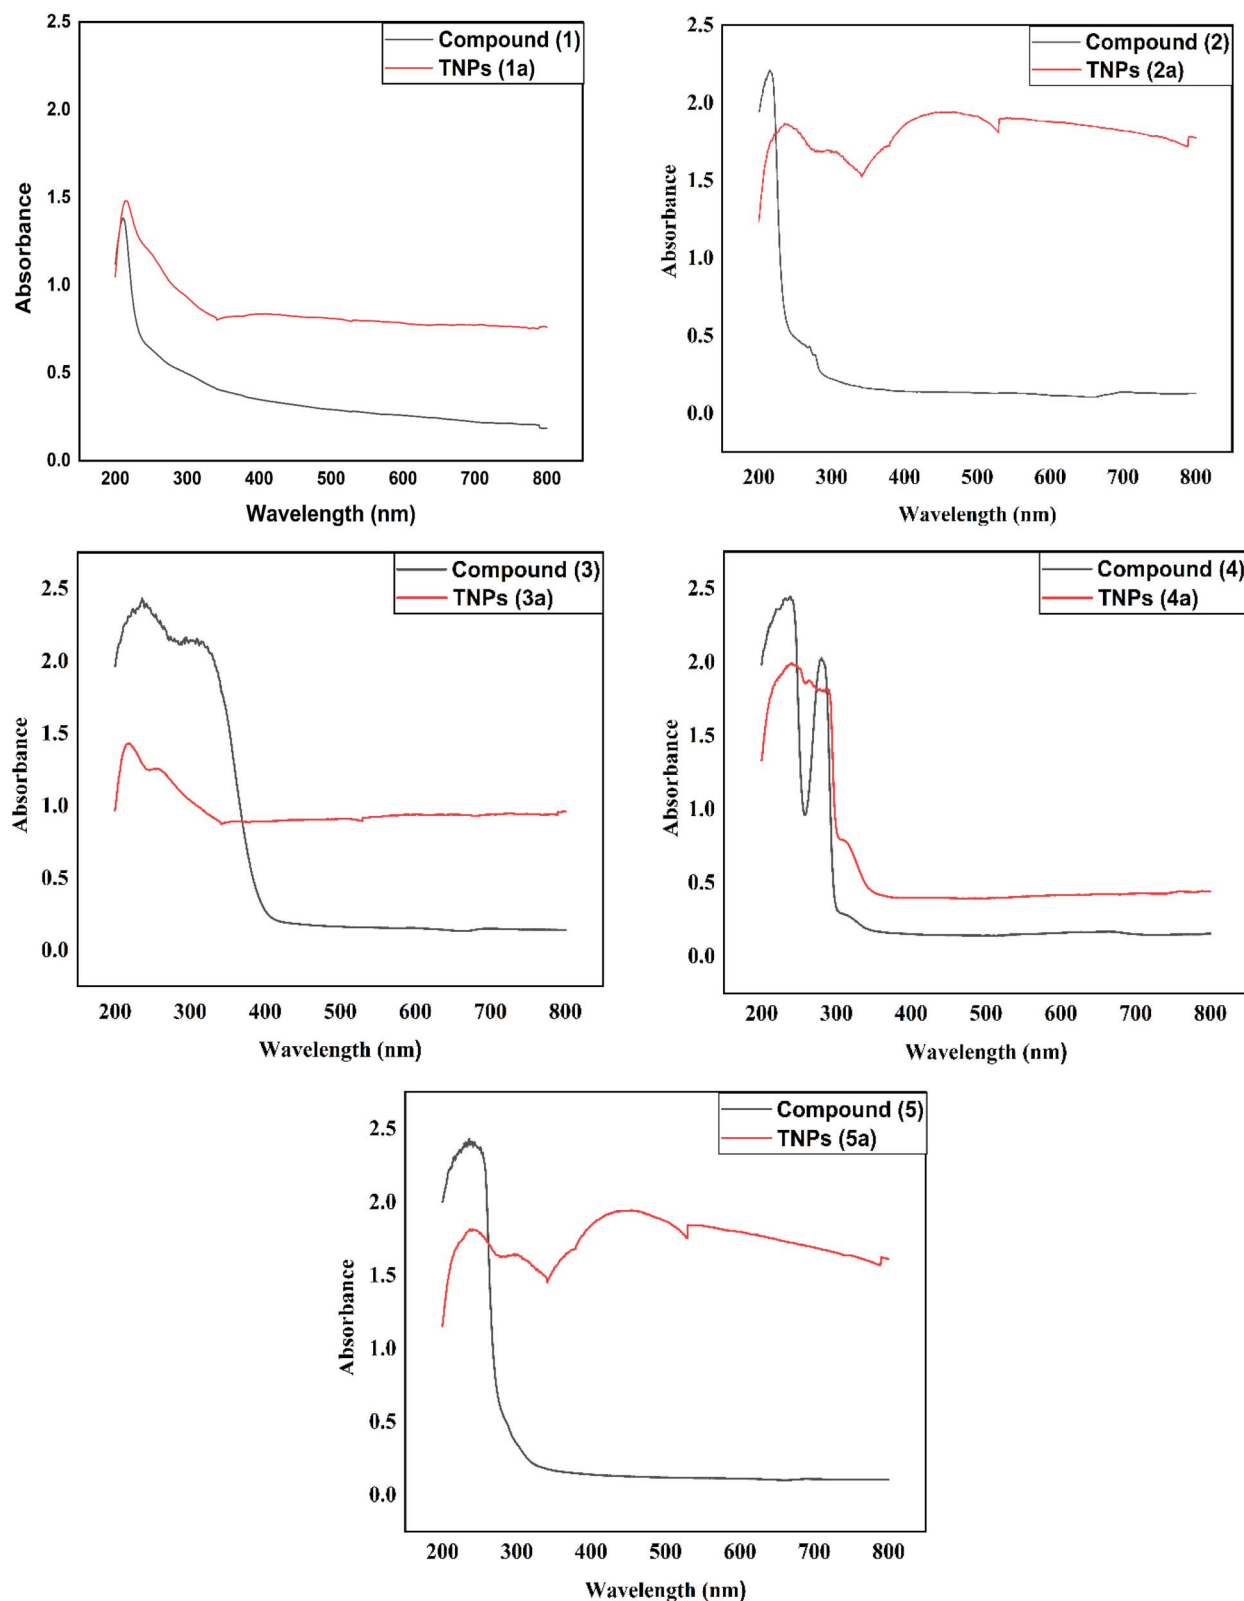 2.5
Compound (1)
TNPs (1a)
2.0
1.5
1.0
0.5
0.0
Absorbance
200 300 400 500 600 700 800
Wavelength (nm)
2.5
Compound (2)
TNPs (2a)
2.0
1.5
1.0
0.5
0.0
Absorbance
200 300 400 500 600 700 800
Wavelength (nm)
Compound (3)
TNPs (3a)
2.5
2.0
1.5
1.0
0.5
0.0
Absorbance
200 300 400 500 600 700 800
Wavelength (nm)
Compound (4)
TNPs (4a)
2.5
2.0
1.5
1.0
0.5
0.0
Absorbance
200 300 400 500 600 700 800
Wavelength (nm)
Compound (5)
TNPs (5a)
2.5
2.0
1.5
1.0
0.5
0.0
Absorbance
200 300 400 500 600 700 800
Wavelength (nm)